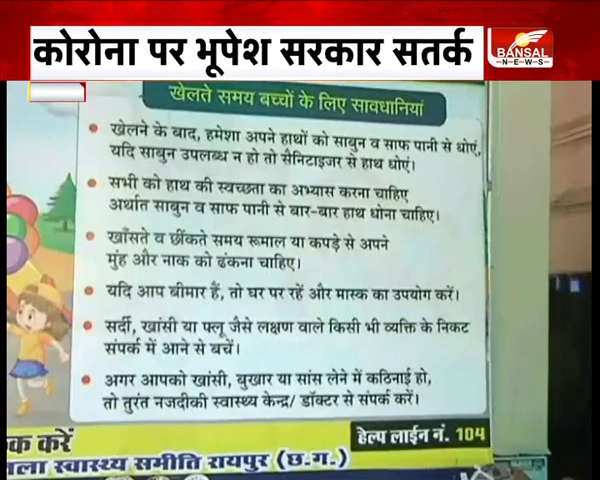 कोरोना पर भूपेश सरकार सतर्क
BANSAL
NEWS
खेलते समय बच्चों के लिए सावधानियां
• खेलने के बाद, हमेशा अपने हाथों को साबुन व साफ पानी से धोएं,
यदि साबुन उपलब्ध न हो तो सैनिटाइजर से हाथ धोएं।
• सभी को हाथ की स्वच्छता का अभ्यास करना चाहिए
अर्थात साबुन व साफ पानी से बार-बार हाथ धोना चाहिए।
• खाँसते व छींकते समय रूमाल या कपड़े से अपने
मुंह और नाक को ढंकना चाहिए।
• यदि आप बीमार हैं, तो घर पर रहें और मास्क का उपयोग करें।
• सर्दी, खांसी या फ्लू जैसे लक्षण वाले किसी भी व्यक्ति के निकट
संपर्क में आने से बचें।
• अगर आपको खांसी, बुखार या सांस लेने में कठिनाई हो,
तो तुरंत नजदीकी स्वास्थ्य केन्द्र/ डॉक्टर से संपर्क करें।
करें
हेल्प लाईन नं. 104
स्वास्थ्य समीति रायपुर (छ.ग.)